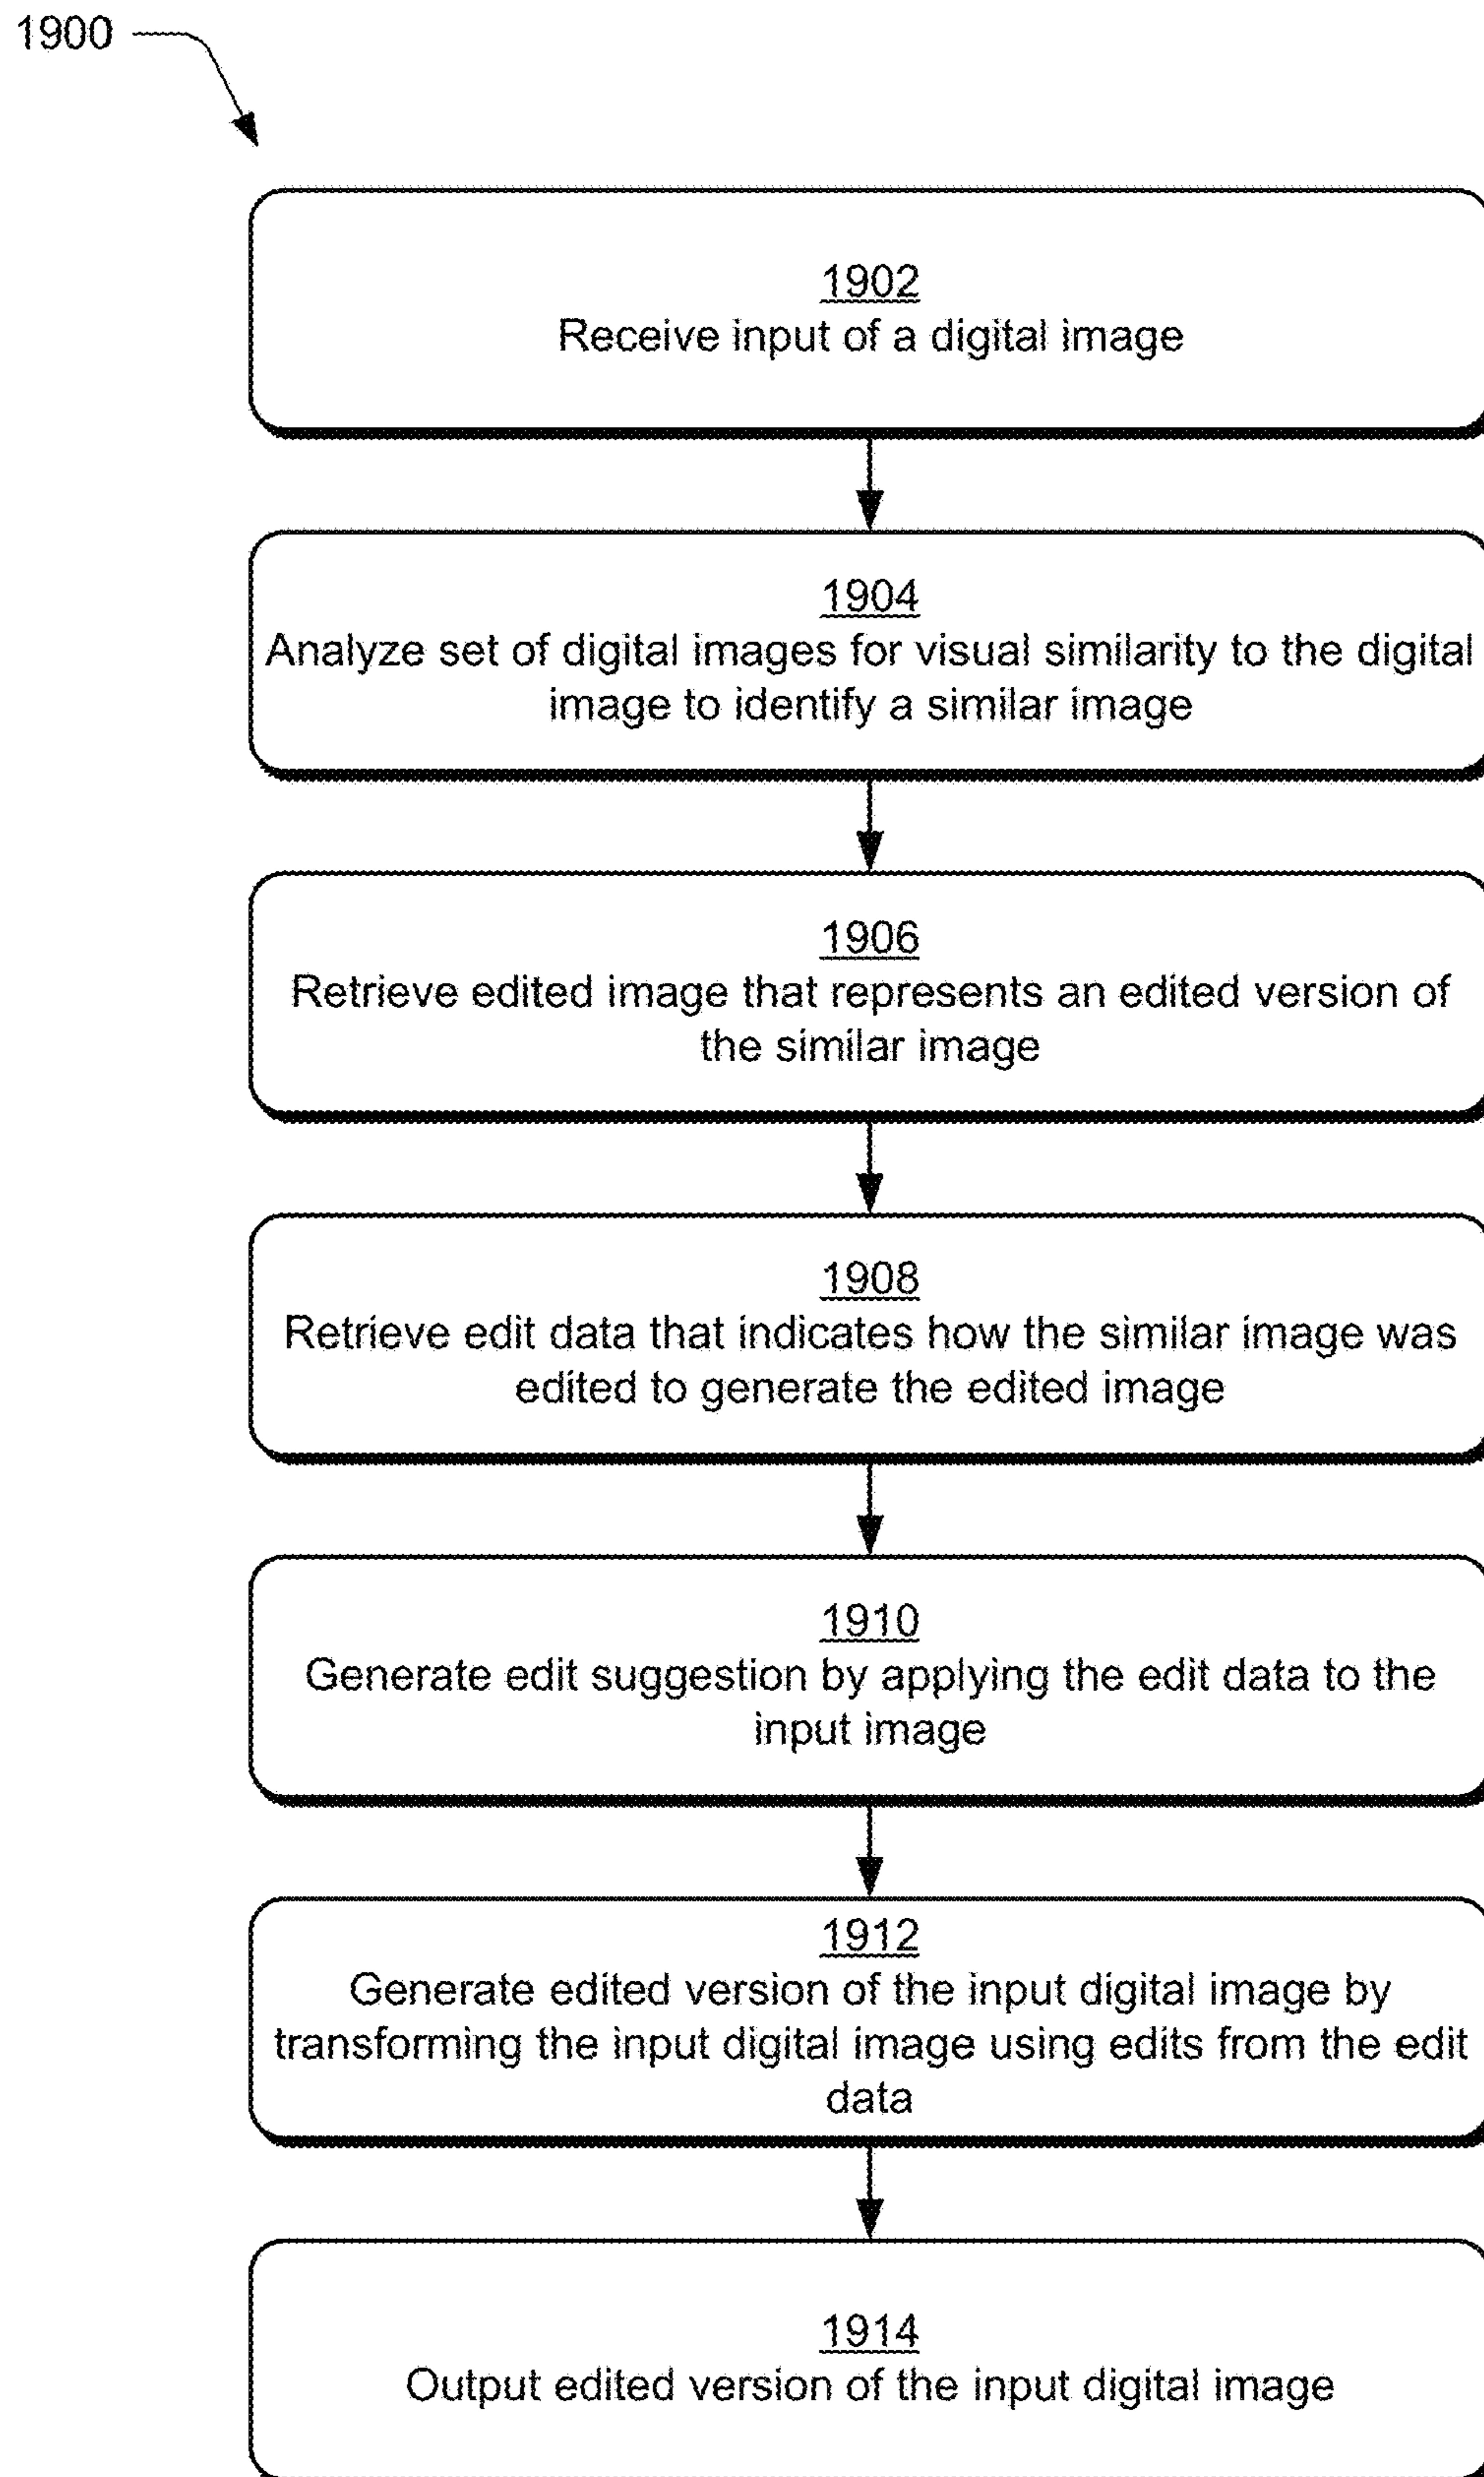 1900
1902
Receive input of a digital image
1904
Analyze set of digital images for visual similarity to the digital
image to identify a similar image
1906
Retrieve edited image that represents an edited version of
the similar image
1908
Retrieve edit data that indicates how the similar image was
edited to generate the edited image
1910
Generate edit suggestion by applying the edit data to the
input image
1912
Generate edited version of the input digital image by
transforming the input digital image using edits from the edit
data
1914
Output edited version of the input digital image